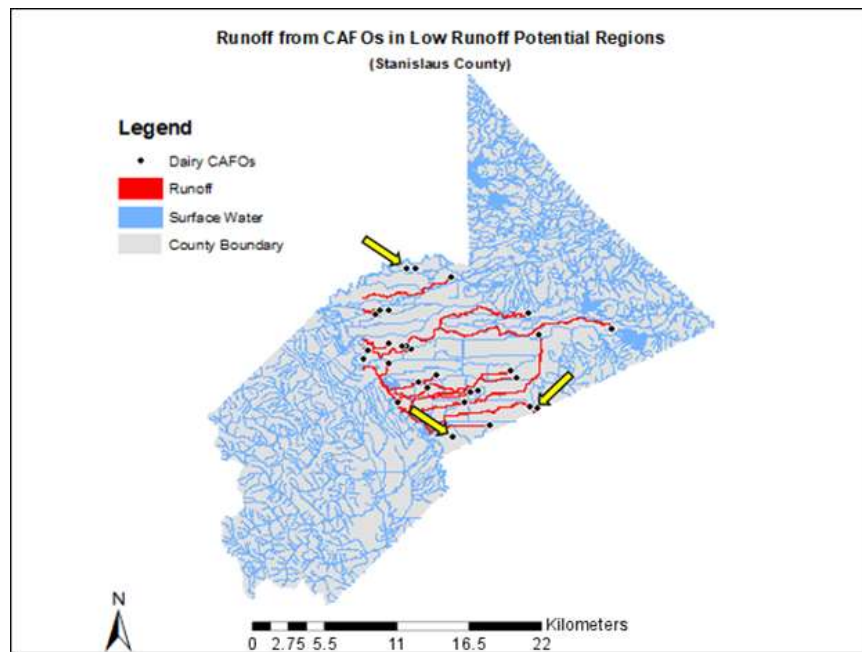 Runoff from CAFOs in Low Runoff Potential Regions
(Stanislaus County)
Legend
Dairy CAFOs
Runoff
Surface Water
County Boundary
N
Kilometers
0 2.75 5.5 11 16.5 22